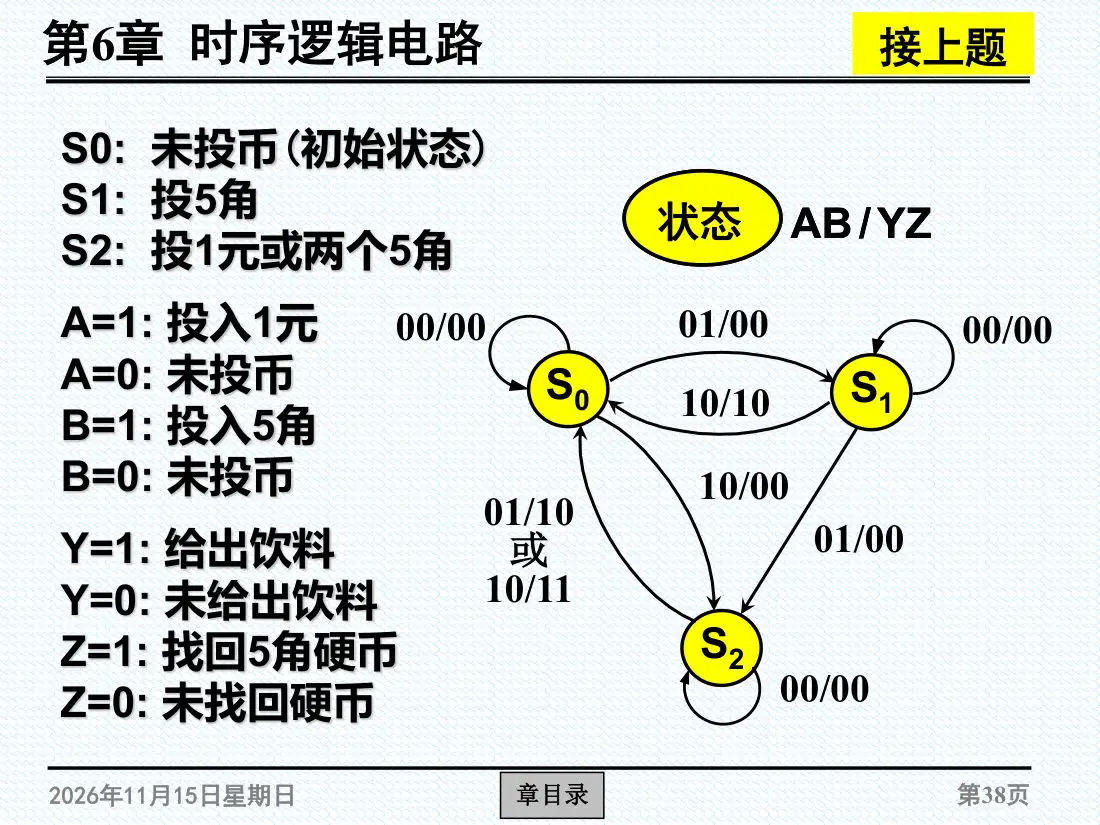 第6章 时序逻辑电路
接上题
S0: 未投币(初始状态)
S1: 投5角
S2: 投1元或两个5角
A=1: 投入1元
A=0: 未投币
B=1: 投入5角
B=0: 未投币
Y=1: 给出饮料
Y=0: 未给出饮料
Z=1: 找回5角硬币
Z=0: 未找回硬币
状态 AB/YZ
00/00
01/00
00/00
S0
S1
10/10
10/00
01/10
或
10/11
01/00
S2
00/00
2026年11月15日星期日
章目录
第38页